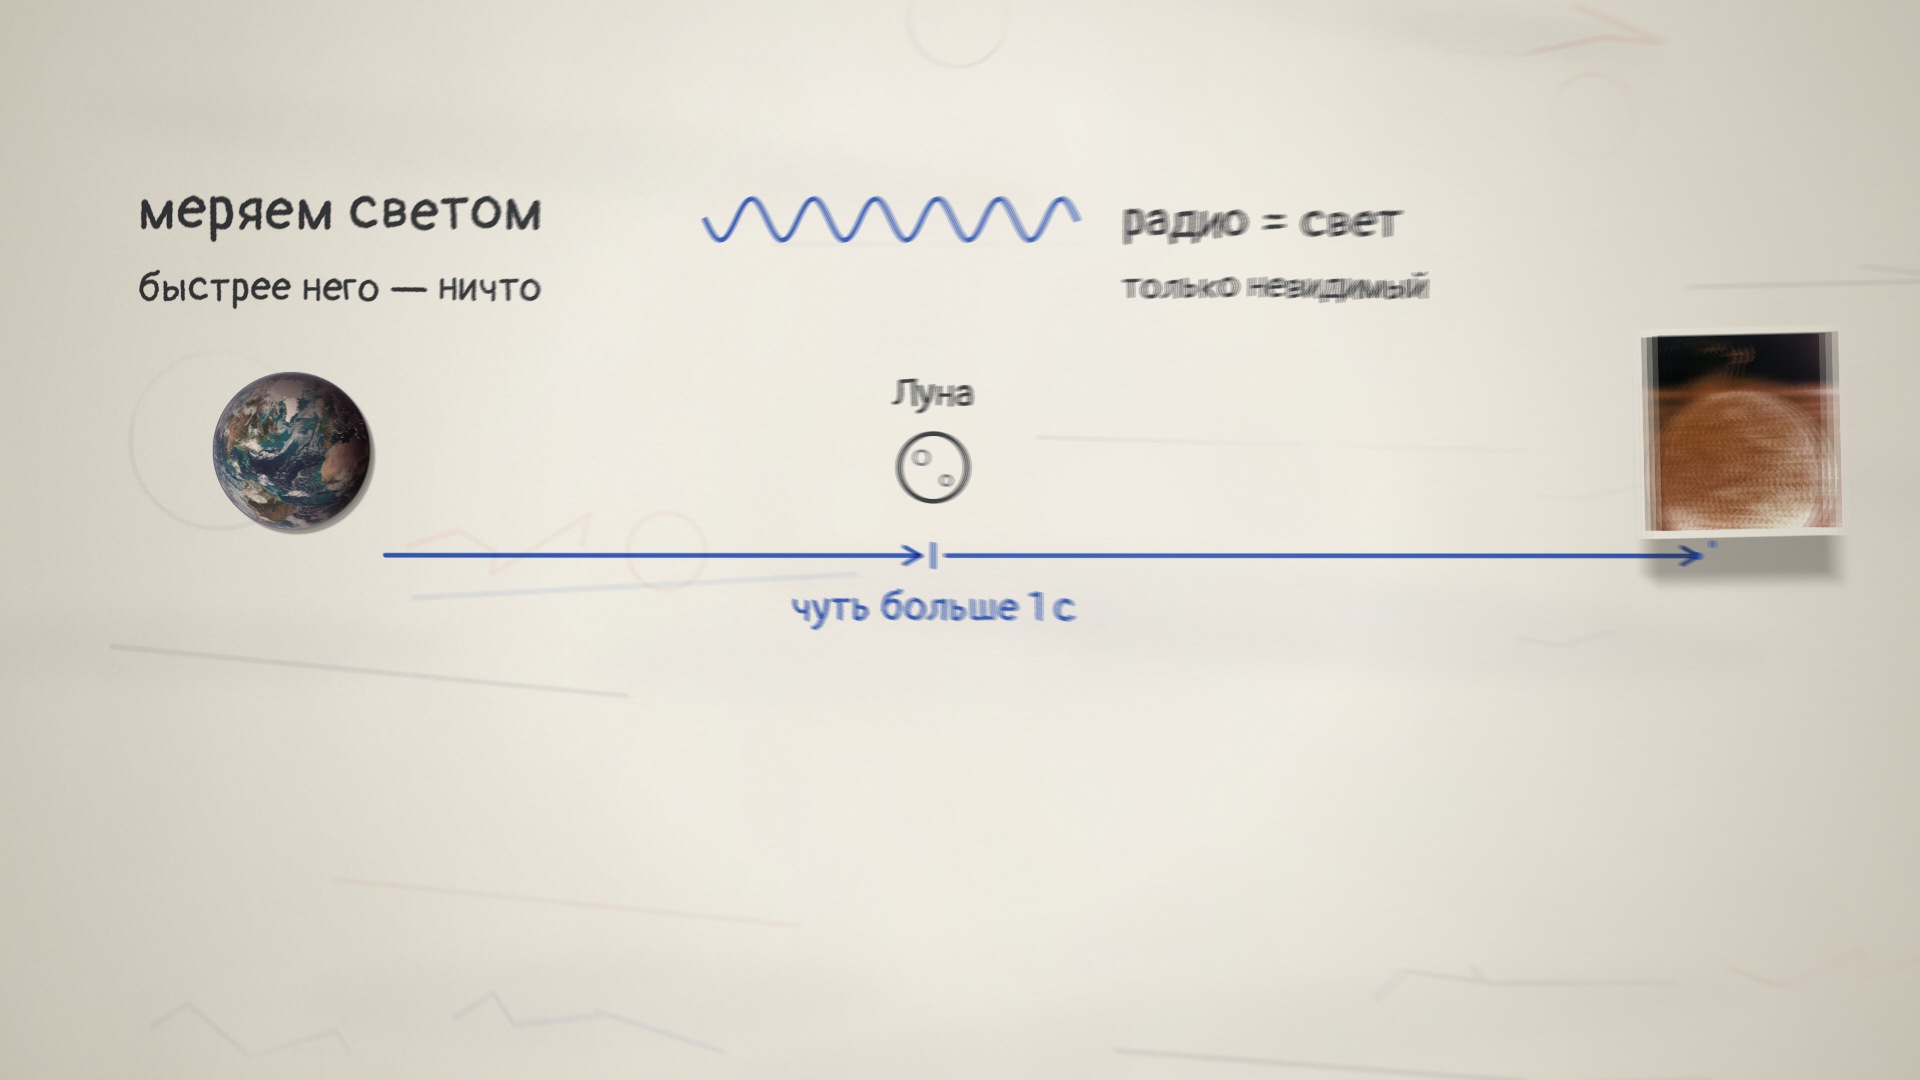 меряем светом
быстрее него — ничто
радио = свет
только невидимый
Луна
чуть больше 1 с